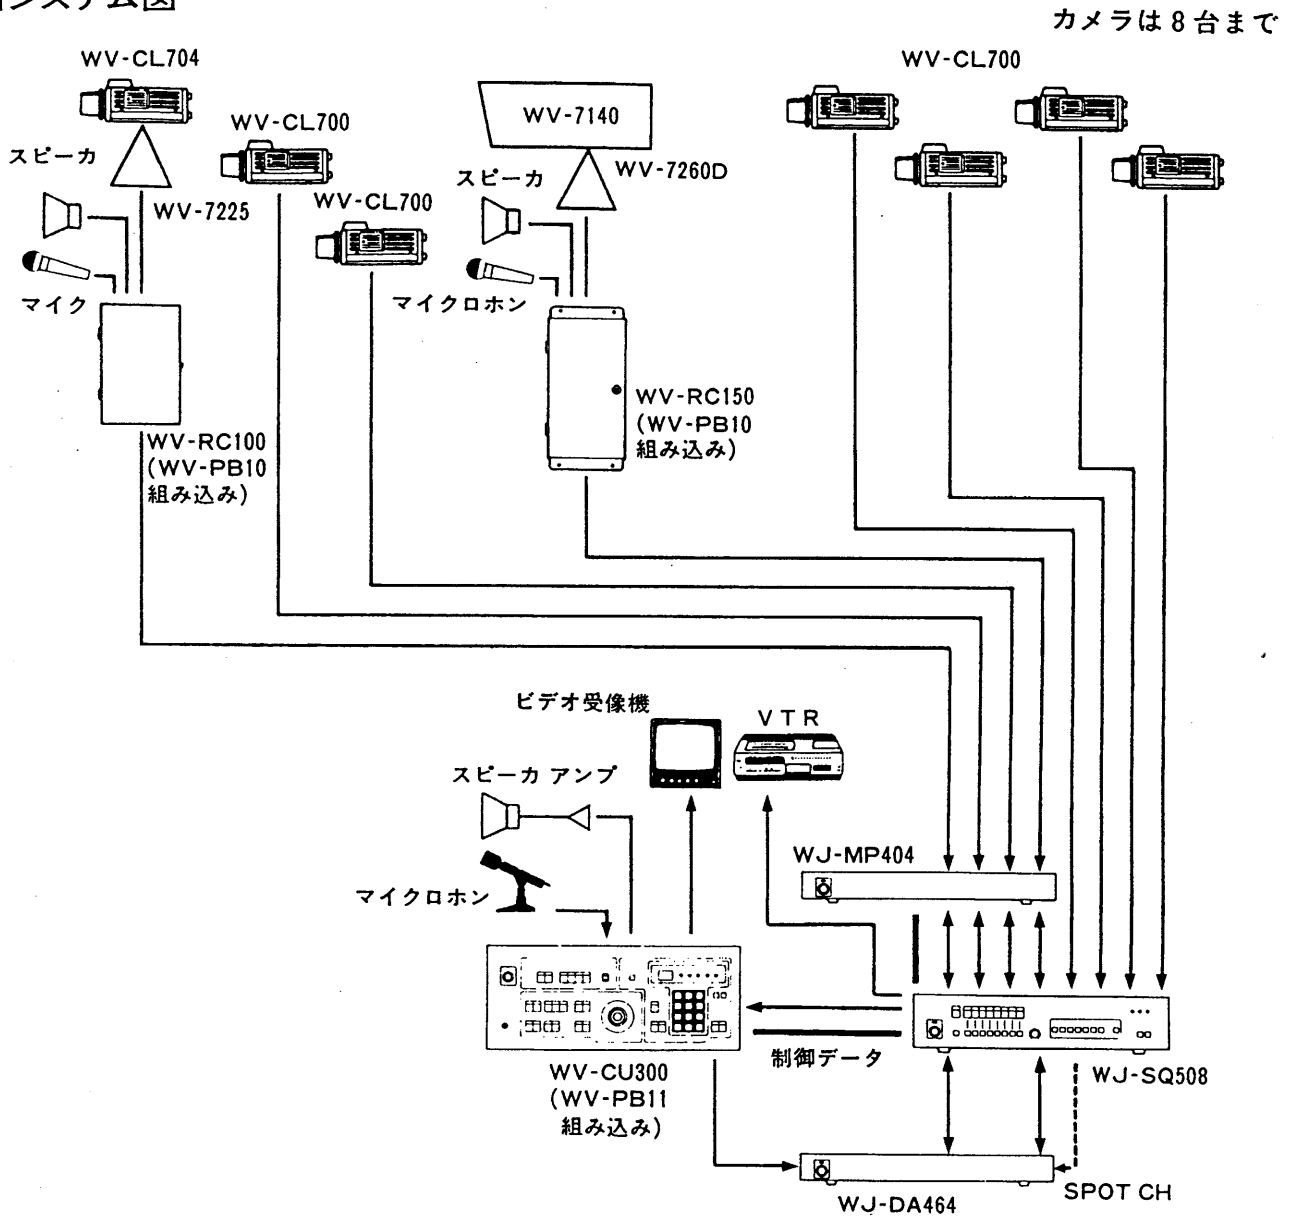 システム図
カメラは8台まで
WV-CL704
WV-CL700
WV-7140
WV-CL700
スピーカ
WV-7225
WV-CL700
スピーカ
WV-7260D
マイク
マイクロホン
WV-RC100
(WV-PB10
組み込み)
WV-RC150
(WV-PB10
組み込み)
ビデオ受像機
VTR
スピーカ アンプ
マイクロホン
WJ-MP404
制御データ
WV-CU300
(WV-PB11
組み込み)
WJ-SQ508
SPOT CH
WJ-DA464